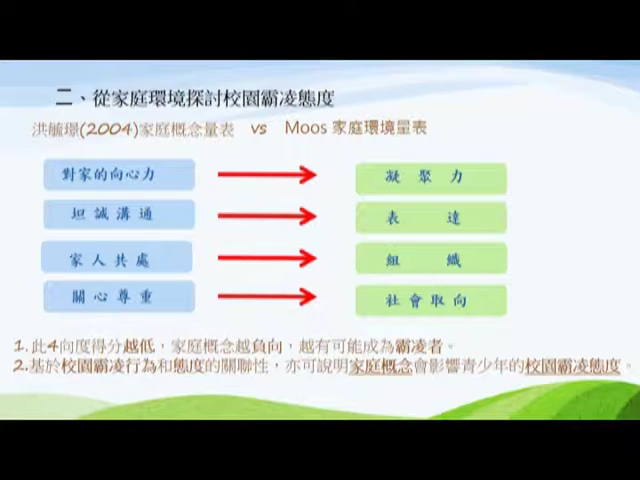 二、從家庭環境探討校園霸凌態度
洪毓璟(2004)家庭概念量表 vs Moos 家庭環境量表
對家的向心力 凝聚力
坦誠溝通 表達
家人共處 組織
關心尊重 社會取向
1. 此4向度得分越低，家庭概念越負向，越有可能成為霸凌者。
2.基於校園霸凌行為和態度的關聯性，亦可說明家庭概念會影響青少年的校園霸凌態度。